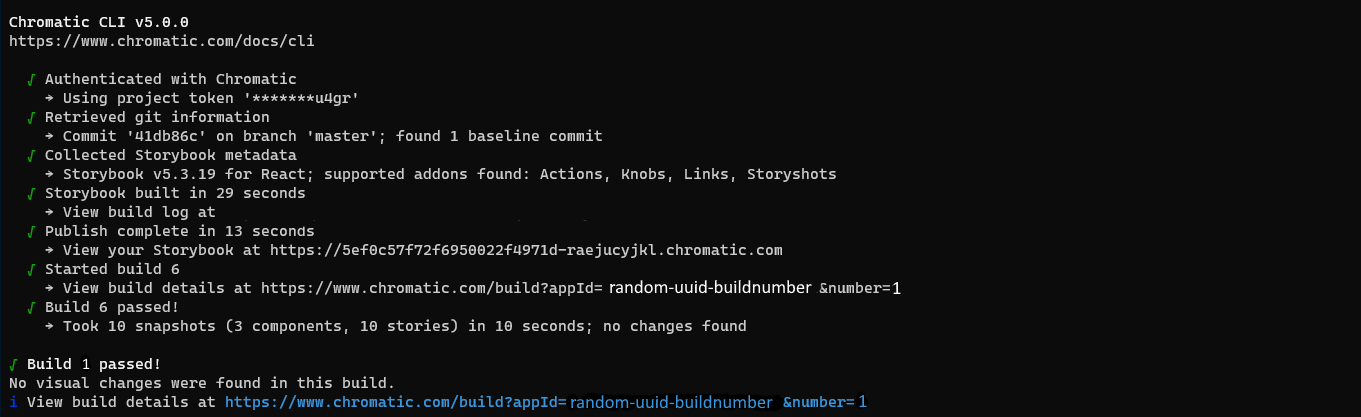 Chromatic CLI v5.0.0
https://www.chromatic.com/docs/cli
√ Authenticated with Chromatic
→ Using project token '*******u4gr'
√ Retrieved git information
→ Commit '41db86c' on branch 'master'; found 1 baseline commit
√ Collected Storybook metadata
→ Storybook v5.3.19 for React; supported addons found: Actions, Knobs, Links, Storyshots
√ Storybook built in 29 seconds
→ View build log at
√ Publish complete in 13 seconds
→ View your Storybook at https://5ef0c57f72f6950022f4971d-raejucyjkl.chromatic.com
√ Started build 6
→ View build details at https://www.chromatic.com/build?appId= random-uuid-buildnumber &number=1
√ Build 6 passed!
→ Took 10 snapshots (3 components, 10 stories) in 10 seconds; no changes found
√ Build 1 passed!
No visual changes were found in this build.
i View build details at https://www.chromatic.com/build?appId=random-uuid-buildnumber &number=1